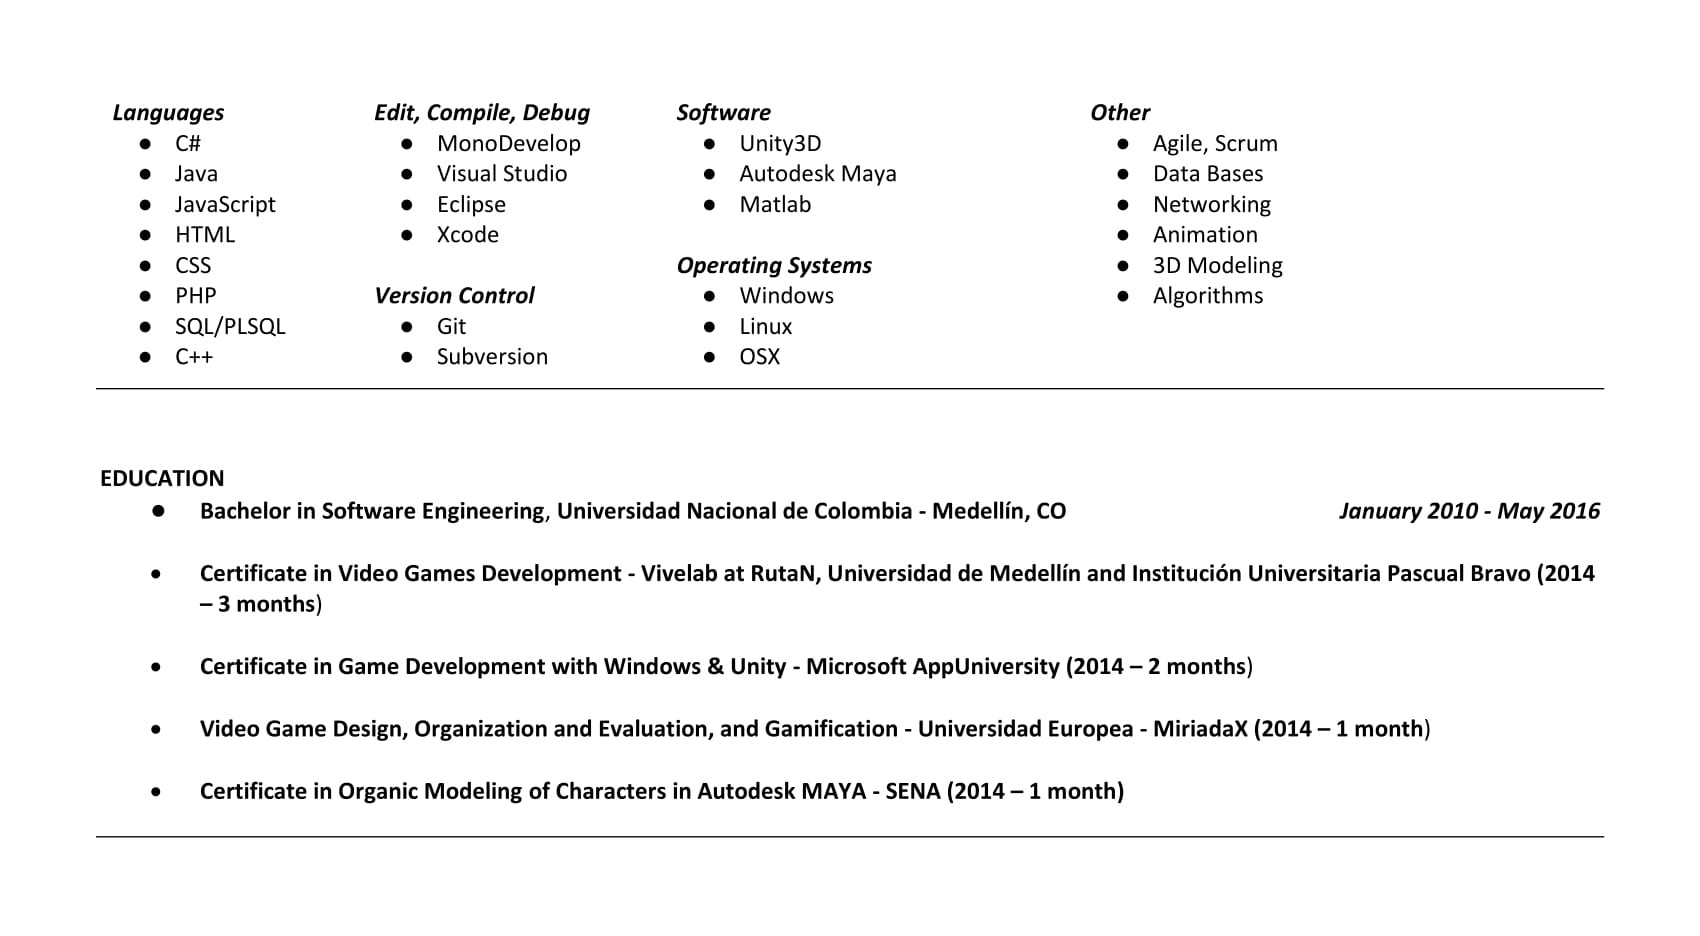 Languages
● C#
● Java
● JavaScript
● HTML
● CSS
● PHP
● SQL/PLSQL
● C++
Edit, Compile, Debug
● MonoDevelop
● Visual Studio
● Eclipse
● Xcode
Version Control
● Git
● Subversion
Software
● Unity3D
● Autodesk Maya
● Matlab
Operating Systems
● Windows
● Linux
● OSX
Other
● Agile, Scrum
● Data Bases
● Networking
● Animation
● 3D Modeling
● Algorithms
EDUCATION
● Bachelor in Software Engineering, Universidad Nacional de Colombia - Medellín, CO January 2010 - May 2016
● Certificate in Video Games Development - Vivelab at RutaN, Universidad de Medellín and Institución Universitaria Pascual Bravo (2014
– 3 months)
● Certificate in Game Development with Windows & Unity - Microsoft AppUniversity (2014 – 2 months)
● Video Game Design, Organization and Evaluation, and Gamification - Universidad Europea - MiriadaX (2014 – 1 month)
● Certificate in Organic Modeling of Characters in Autodesk MAYA - SENA (2014 – 1 month)